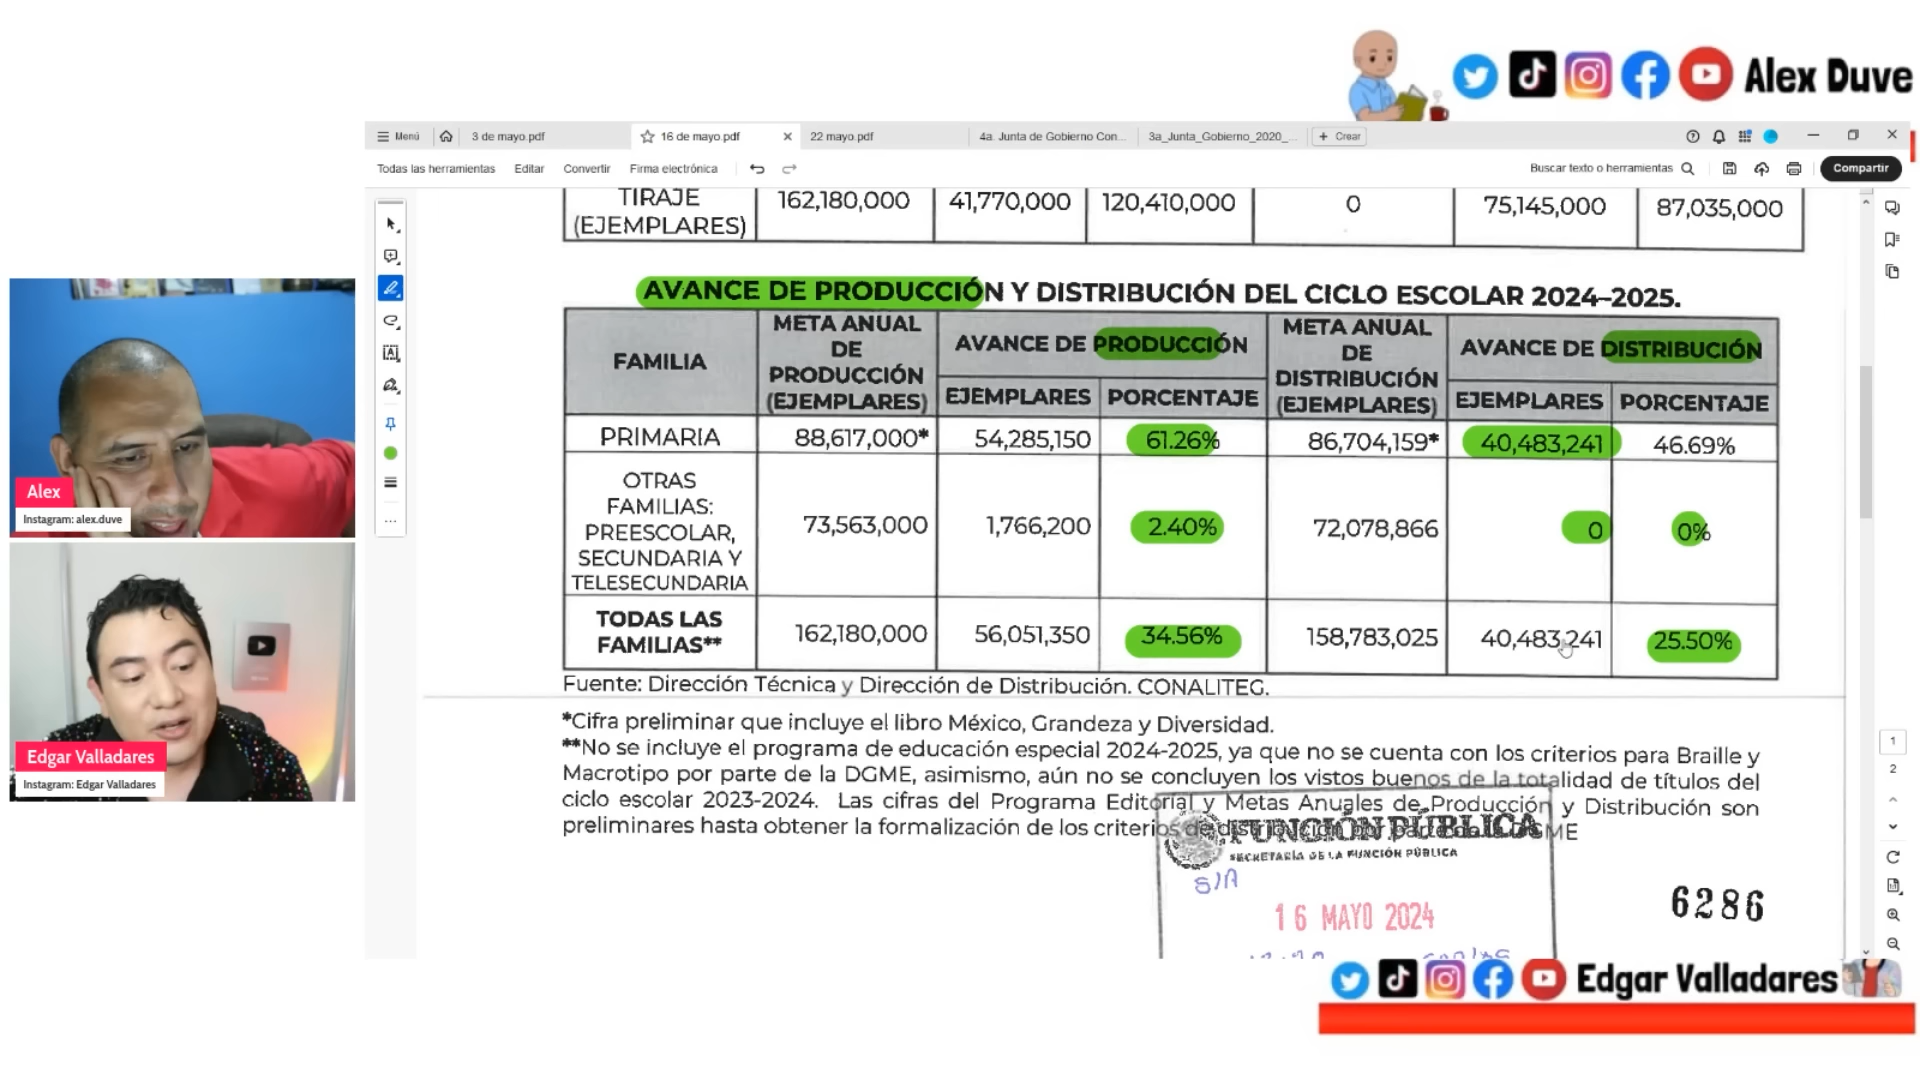 Alex Duve
Menú
3 de mayo.pdf
16 de mayo.pdf
22 mayo.pdf
4a. Junta de Gobierno Con...
3a_Junta_Gobierno_2020_...
+ Crear
Todas las herramientas
Editar
Convertir
Firma electrónica
Buscar texto o herramientas
Compartir
TIRAJE
(EJEMPLARES)
162,180,000
41,770,000
120,410,000
0
75,145,000
87,035,000
AVANCE DE PRODUCCIÓN Y DISTRIBUCIÓN DEL CICLO ESCOLAR 2024–2025.
FAMILIA
META ANUAL
DE
PRODUCCIÓN
(EJEMPLARES)
AVANCE DE PRODUCCIÓN
EJEMPLARES
PORCENTAJE
META ANUAL
DE
DISTRIBUCIÓN
(EJEMPLARES)
AVANCE DE DISTRIBUCIÓN
EJEMPLARES
PORCENTAJE
PRIMARIA
88,617,000*
54,285,150
61.26%
86,704,159*
40,483,241
46.69%
OTRAS
FAMILIAS:
PREESCOLAR,
SECUNDARIA Y
TELESECUNDARIA
73,563,000
1,766,200
2.40%
72,078,866
0
0%
TODAS LAS
FAMILIAS**
162,180,000
56,051,350
34.56%
158,783,025
40,483,241
25.50%
Fuente: Dirección Técnica y Dirección de Distribución. CONALITEG.
*Cifra preliminar que incluye el libro México, Grandeza y Diversidad.
**No se incluye el programa de educación especial 2024-2025, ya que no se cuenta con los criterios para Braille y
Macrotipo por parte de la DGME, asimismo, aún no se concluyen los vistos buenos de la totalidad de títulos del
ciclo escolar 2023-2024. Las cifras del Programa Editorial y Metas Anuales de Producción y Distribución son
preliminares hasta obtener la formalización de los criterios de distribución por parte de la DGME
FUNCIÓN PÚBLICA
SECRETARÍA DE LA FUNCIÓN PÚBLICA
S/A
16 MAYO 2024
6286
1
2
Alex
Instagram: alex.duve
Edgar Valladares
Instagram: Edgar Valladares
Edgar Valladares